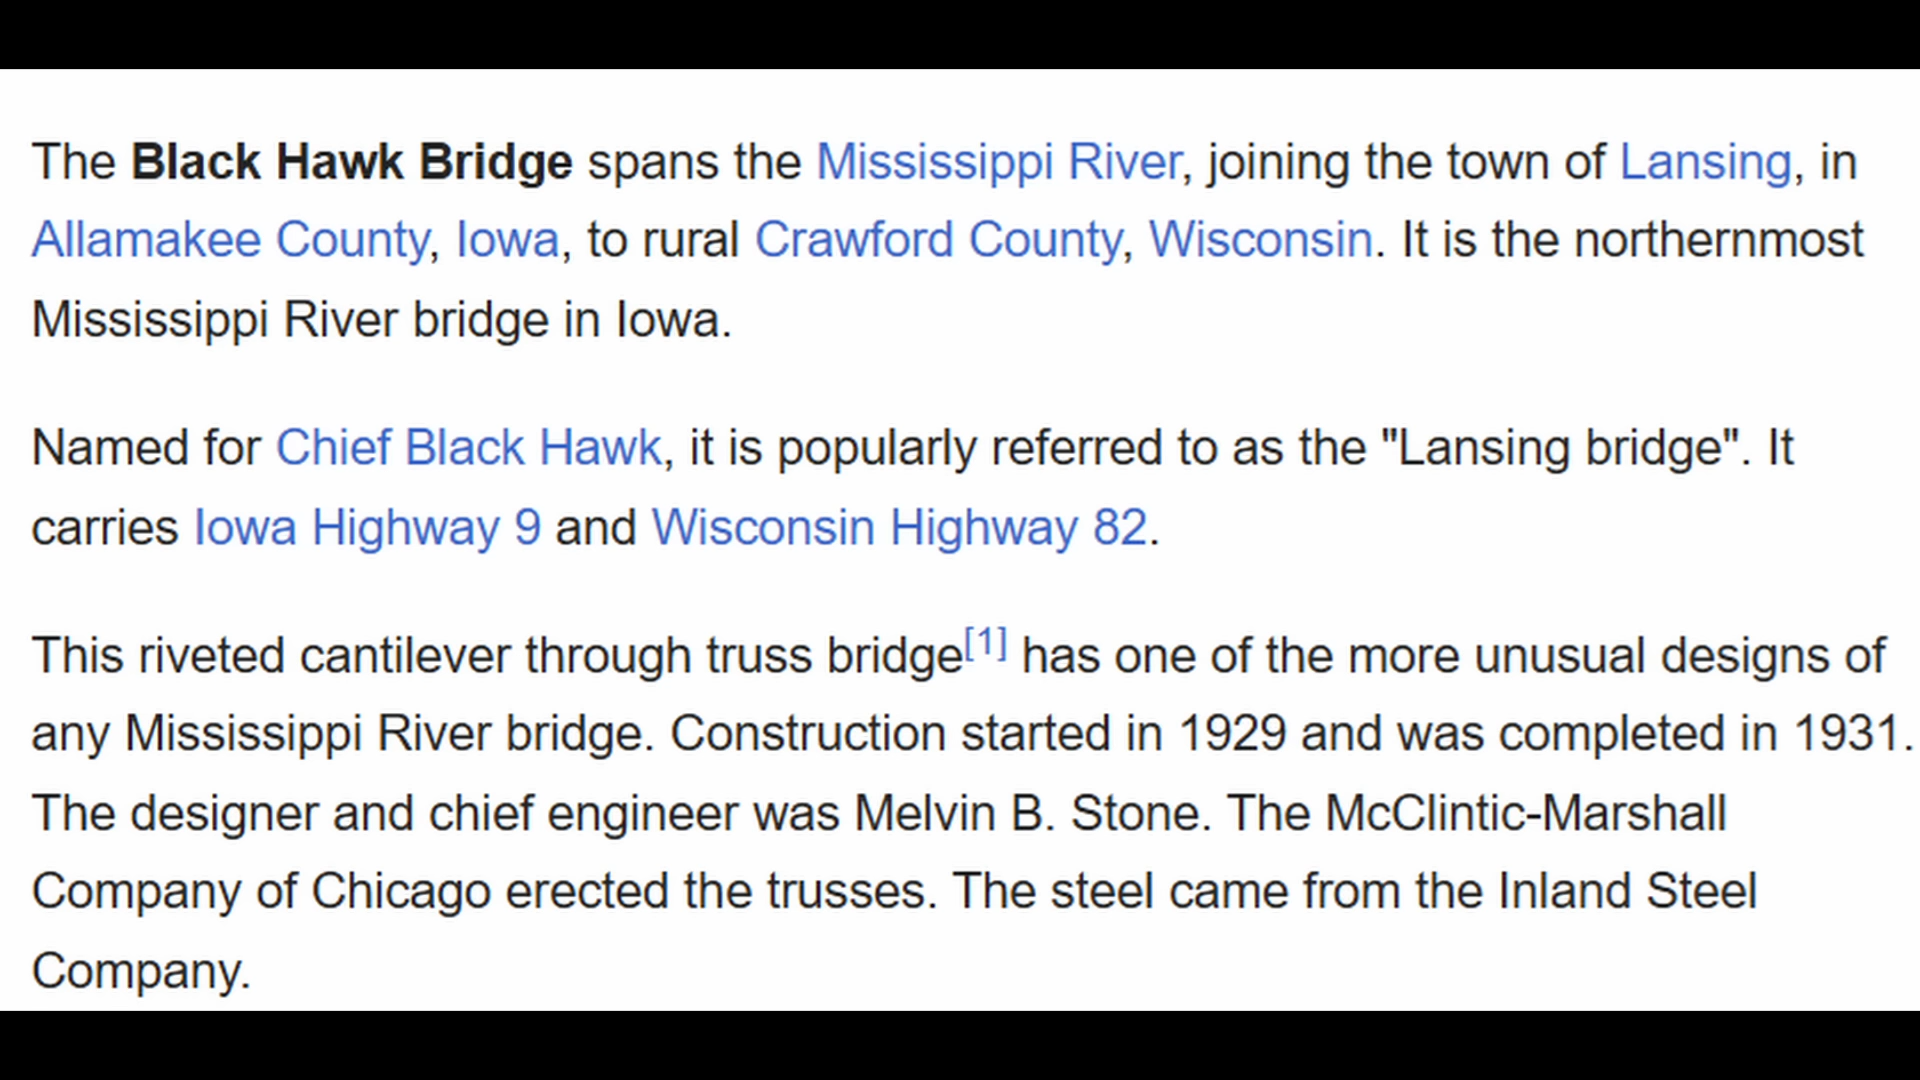 The Black Hawk Bridge spans the Mississippi River, joining the town of Lansing, in
Allamakee County, Iowa, to rural Crawford County, Wisconsin. It is the northernmost
Mississippi River bridge in Iowa.
Named for Chief Black Hawk, it is popularly referred to as the "Lansing bridge". It
carries Iowa Highway 9 and Wisconsin Highway 82.
This riveted cantilever through truss bridge[1] has one of the more unusual designs of
any Mississippi River bridge. Construction started in 1929 and was completed in 1931.
The designer and chief engineer was Melvin B. Stone. The McClintic-Marshall
Company of Chicago erected the trusses. The steel came from the Inland Steel
Company.